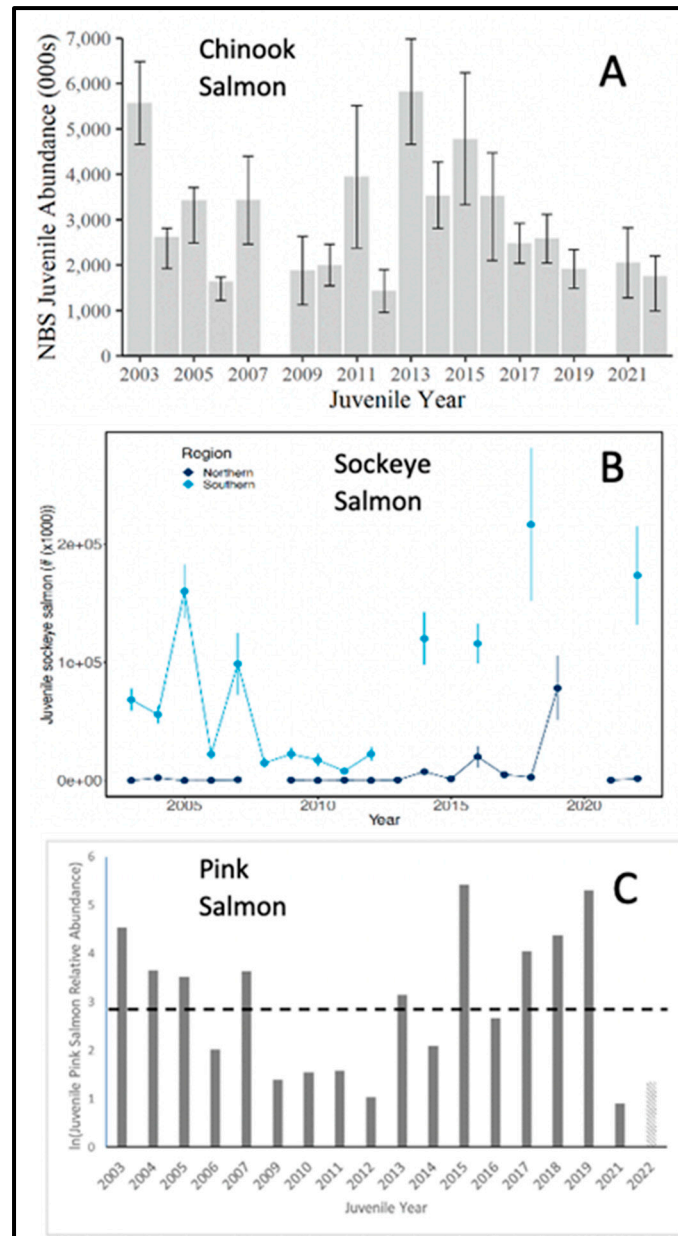 Chinook
Salmon
A
NBS Juvenile Abundance (000s)
7,000
6,000
5,000
4,000
3,000
2,000
1,000
0
2003 2005 2007 2009 2011 2013 2015 2017 2019 2021
Juvenile Year
Region
Northern
Southern
Sockeye
Salmon
B
Juvenile sockeye salmon (# (x1000))
2e+05
1e+05
0e+00
2005 2010 2015 2020
Year
Pink
Salmon
C
ln(Juvenile Pink Salmon Relative Abundance)
6
5
4
3
2
1
0
2003 2004 2005 2006 2007 2009 2010 2011 2012 2013 2014 2015 2016 2017 2018 2019 2021 2022
Juvenile Year